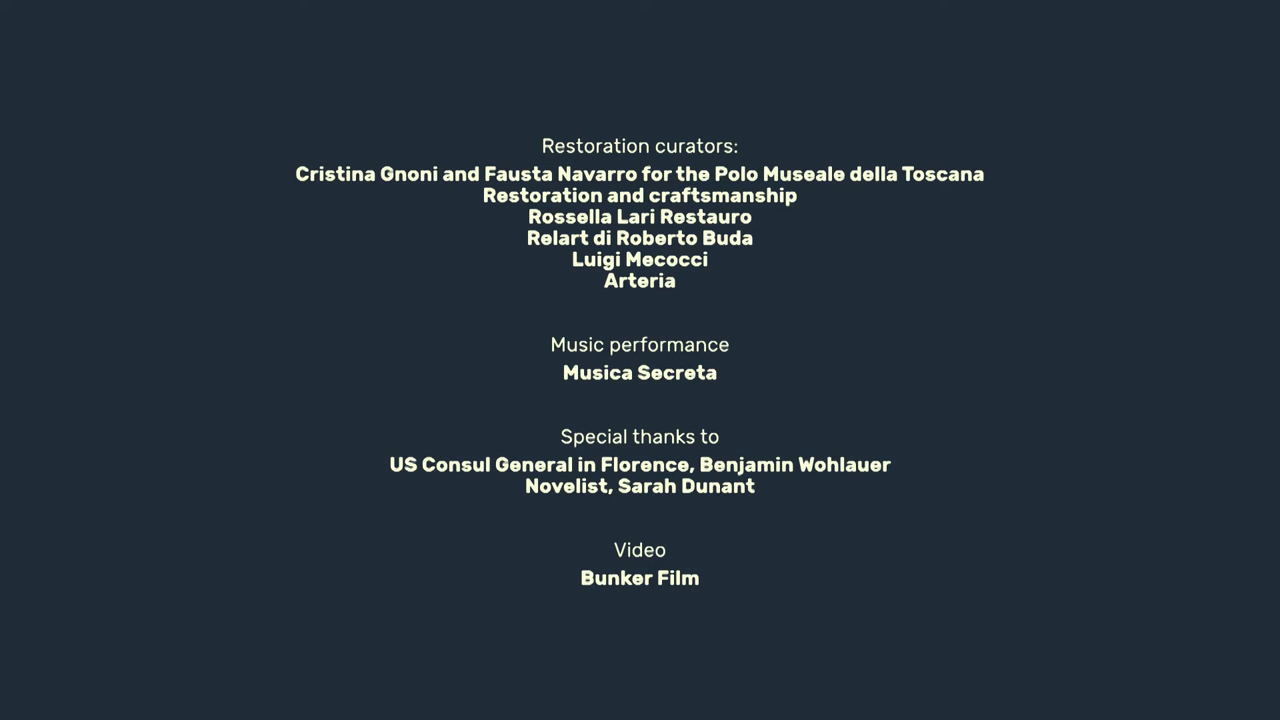 Restoration curators:
Cristina Gnoni and Fausta Navarro for the Polo Museale della Toscana
Restoration and craftsmanship
Rossella Lari Restauro
Relart di Roberto Buda
Luigi Mecocci
Arteria
Music performance
Musica Secreta
Special thanks to
US Consul General in Florence, Benjamin Wohlauer
Novelist, Sarah Dunant
Video
Bunker Film